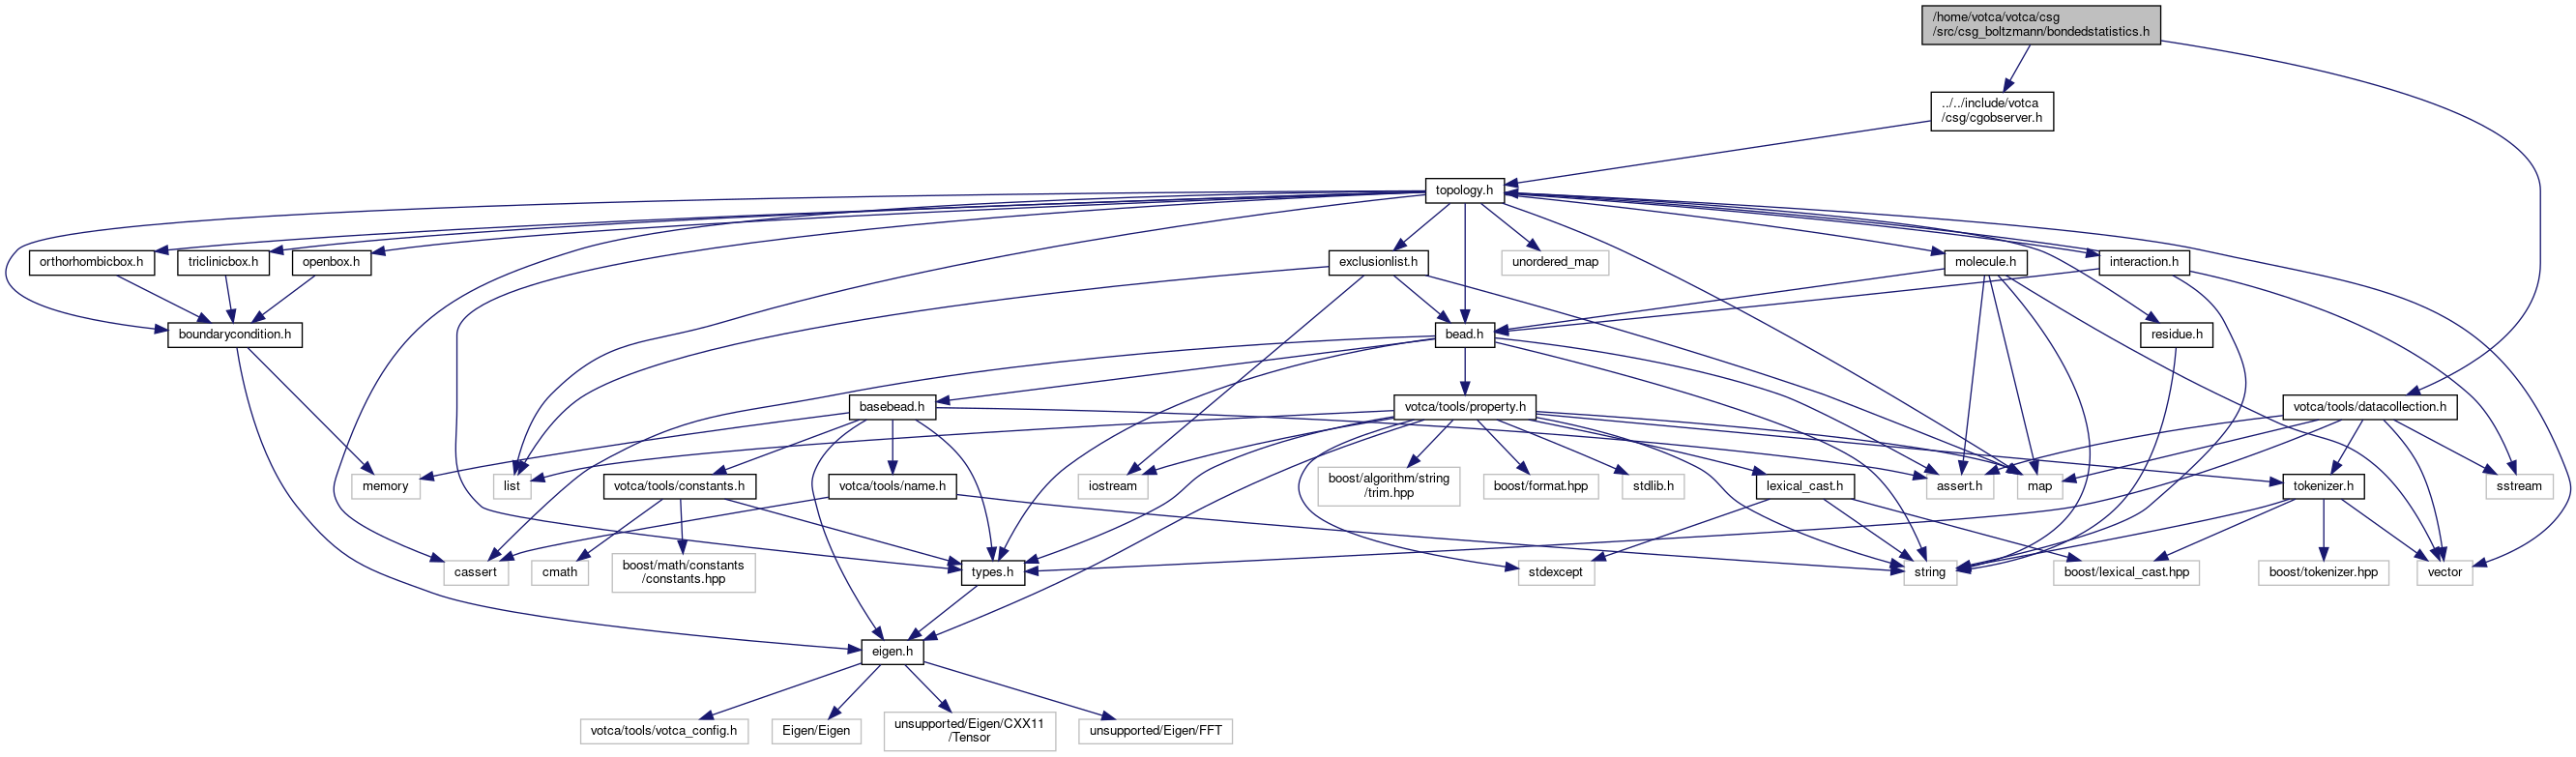 /home/votca/votca/csg
/src/csg_boltzmann/bondedstatistics.h
../../include/votca
/csg/cgobserver.h
topology.h
orthorhombicbox.h
triclinicbox.h
openbox.h
exclusionlist.h
unordered_map
molecule.h
interaction.h
boundarycondition.h
bead.h
residue.h
basebead.h
votca/tools/property.h
votca/tools/datacollection.h
memory
list
votca/tools/constants.h
votca/tools/name.h
iostream
boost/algorithm/string
/trim.hpp
boost/format.hpp
stdlib.h
lexical_cast.h
assert.h
map
tokenizer.h
sstream
cassert
cmath
boost/math/constants
/constants.hpp
types.h
stdexcept
string
boost/lexical_cast.hpp
boost/tokenizer.hpp
vector
eigen.h
votca/tools/votca_config.h
Eigen/Eigen
unsupported/Eigen/CXX11
/Tensor
unsupported/Eigen/FFT